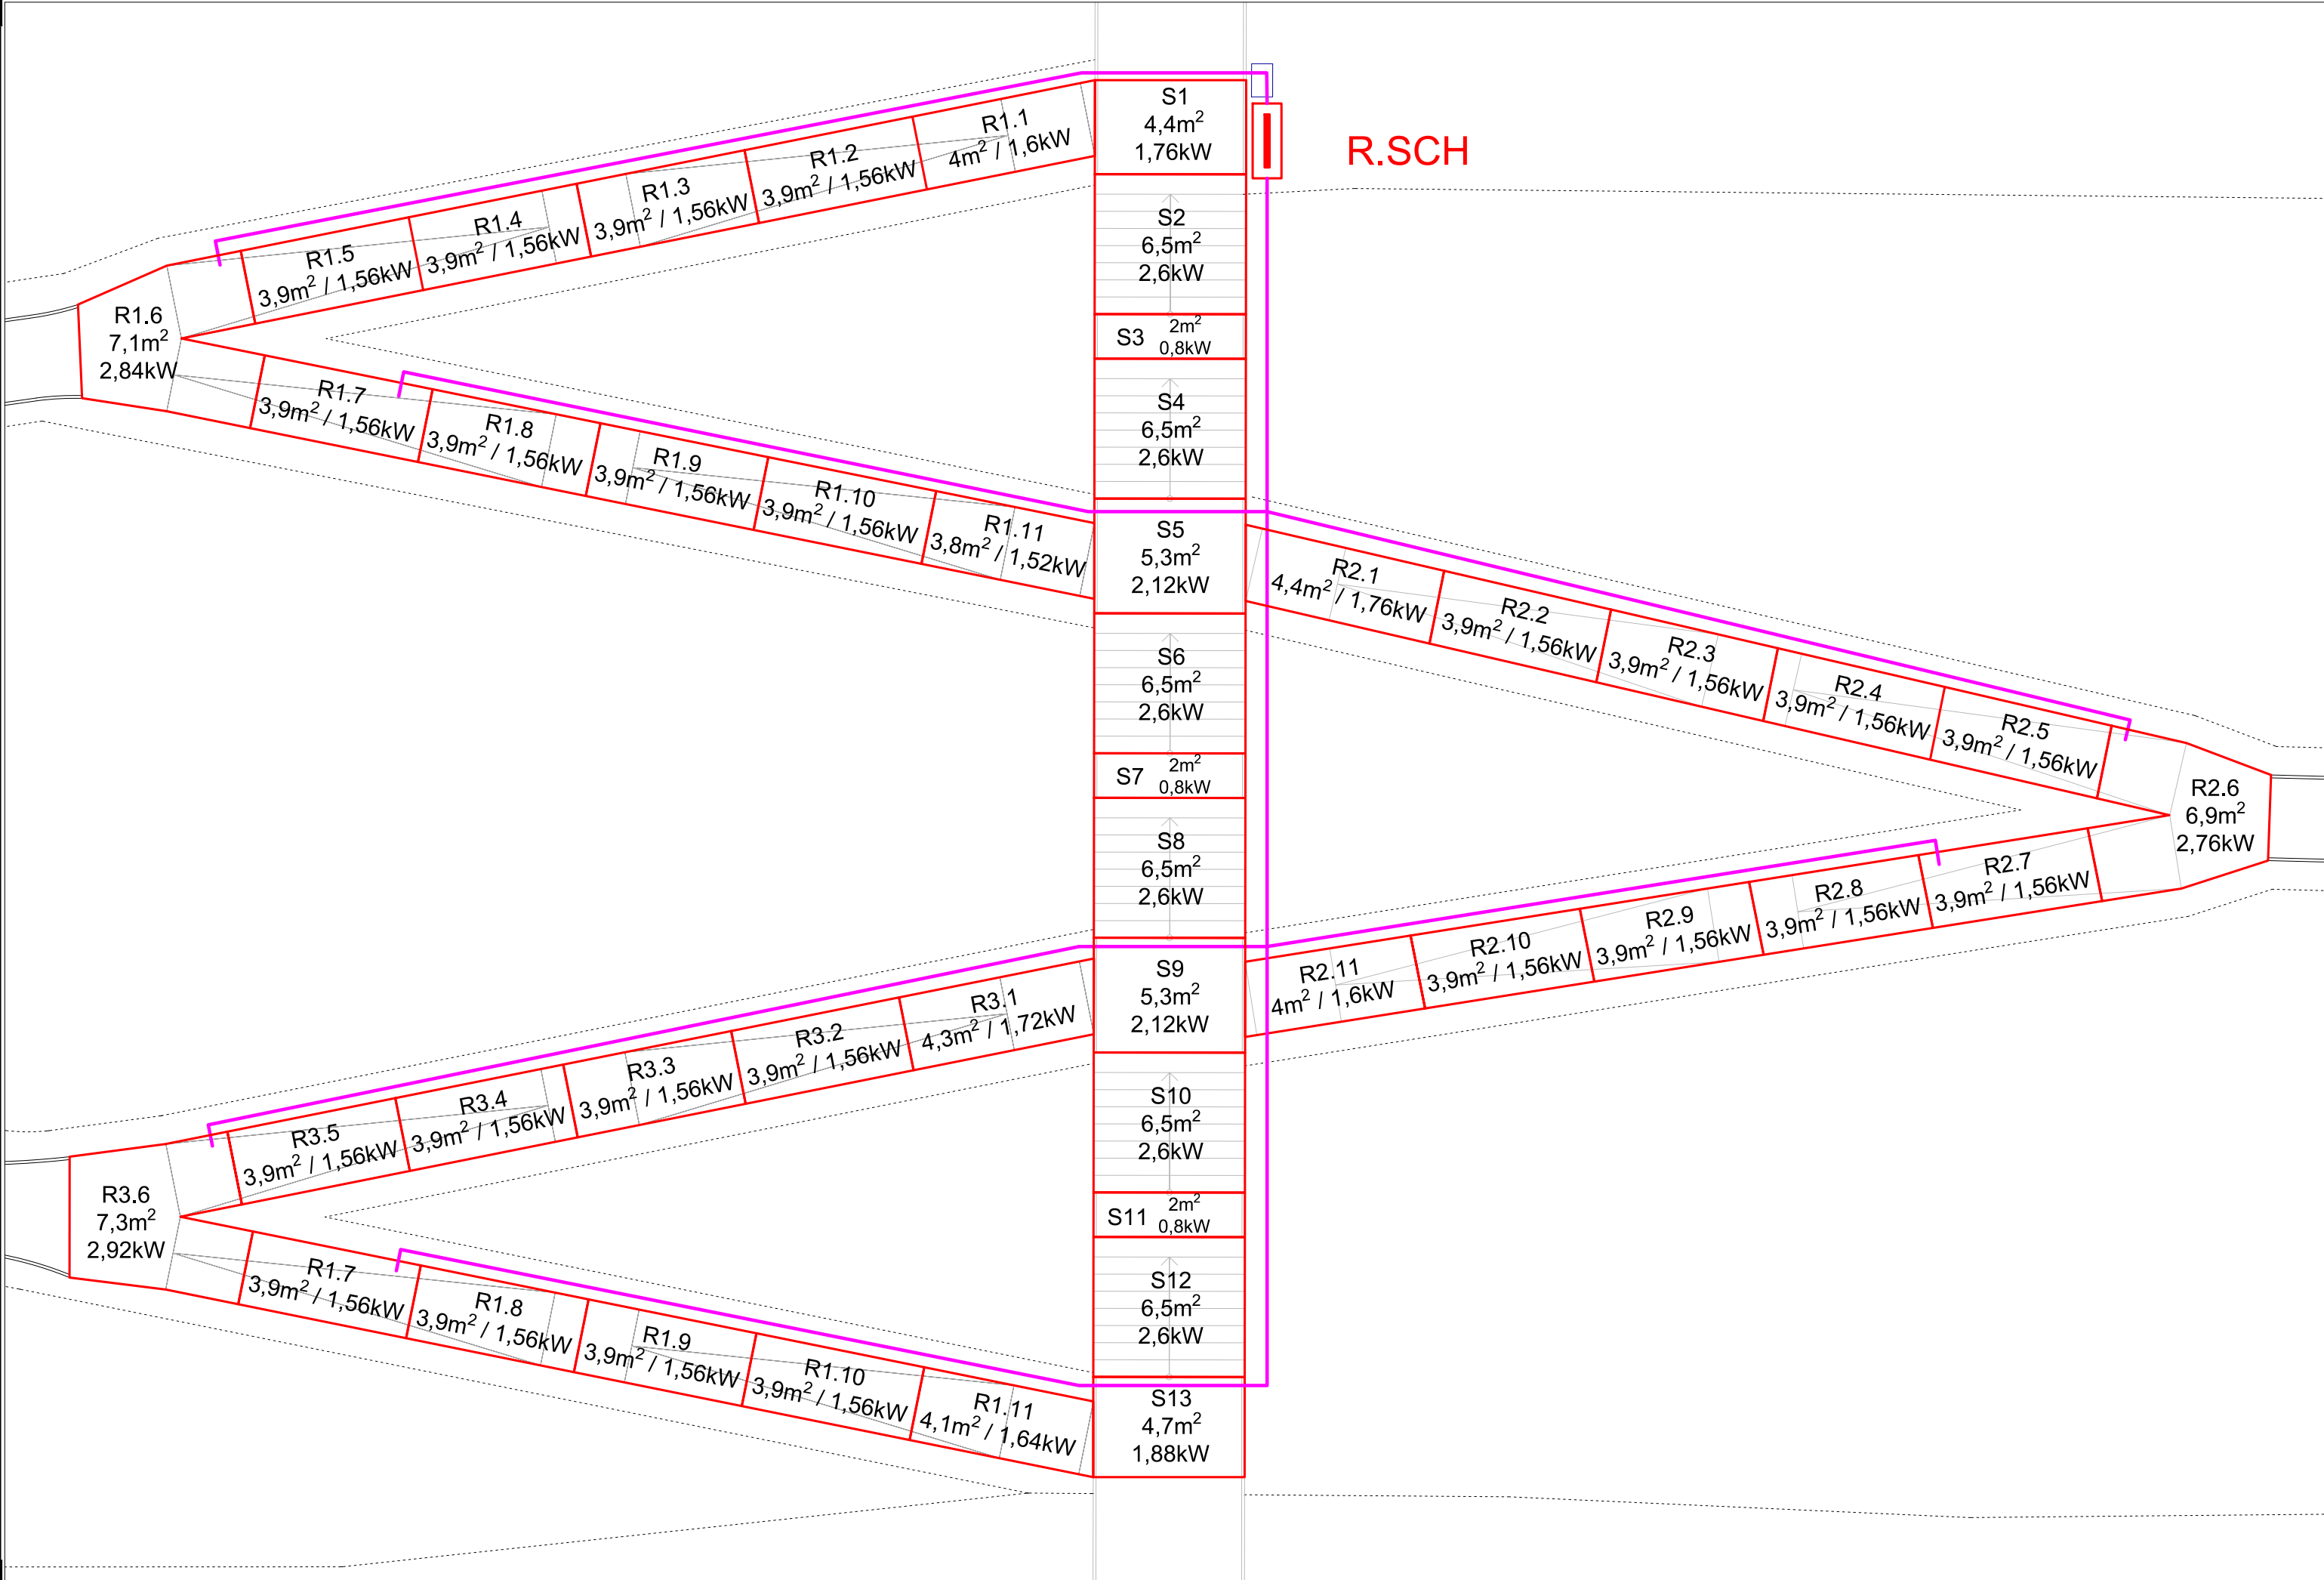 R.SCH
S1
4,4m²
1,76kW
S2
6,5m²
2,6kW
S3
2m²
0,8kW
S4
6,5m²
2,6kW
S5
5,3m²
2,12kW
S6
6,5m²
2,6kW
S7
2m²
0,8kW
S8
6,5m²
2,6kW
S9
5,3m²
2,12kW
S10
6,5m²
2,6kW
S11
2m²
0,8kW
S12
6,5m²
2,6kW
S13
4,7m²
1,88kW
R1.1
4m² / 1,6kW
R1.2
3,9m² / 1,56kW
R1.3
3,9m² / 1,56kW
R1.4
3,9m² / 1,56kW
R1.5
3,9m² / 1,56kW
R1.6
7,1m²
2,84kW
R1.7
3,9m² / 1,56kW
R1.8
3,9m² / 1,56kW
R1.9
3,9m² / 1,56kW
R1.10
3,9m² / 1,56kW
R1.11
3,8m² / 1,52kW
R2.1
4,4m² / 1,76kW
R2.2
3,9m² / 1,56kW
R2.3
3,9m² / 1,56kW
R2.4
3,9m² / 1,56kW
R2.5
3,9m² / 1,56kW
R2.6
6,9m²
2,76kW
R2.7
3,9m² / 1,56kW
R2.8
3,9m² / 1,56kW
R2.9
3,9m² / 1,56kW
R2.10
3,9m² / 1,56kW
R2.11
4m² / 1,6kW
R3.1
4,3m² / 1,72kW
R3.2
3,9m² / 1,56kW
R3.3
3,9m² / 1,56kW
R3.4
3,9m² / 1,56kW
R3.5
3,9m² / 1,56kW
R3.6
7,3m²
2,92kW
R1.7
3,9m² / 1,56kW
R1.8
3,9m² / 1,56kW
R1.9
3,9m² / 1,56kW
R1.10
3,9m² / 1,56kW
R1.11
4,1m² / 1,64kW